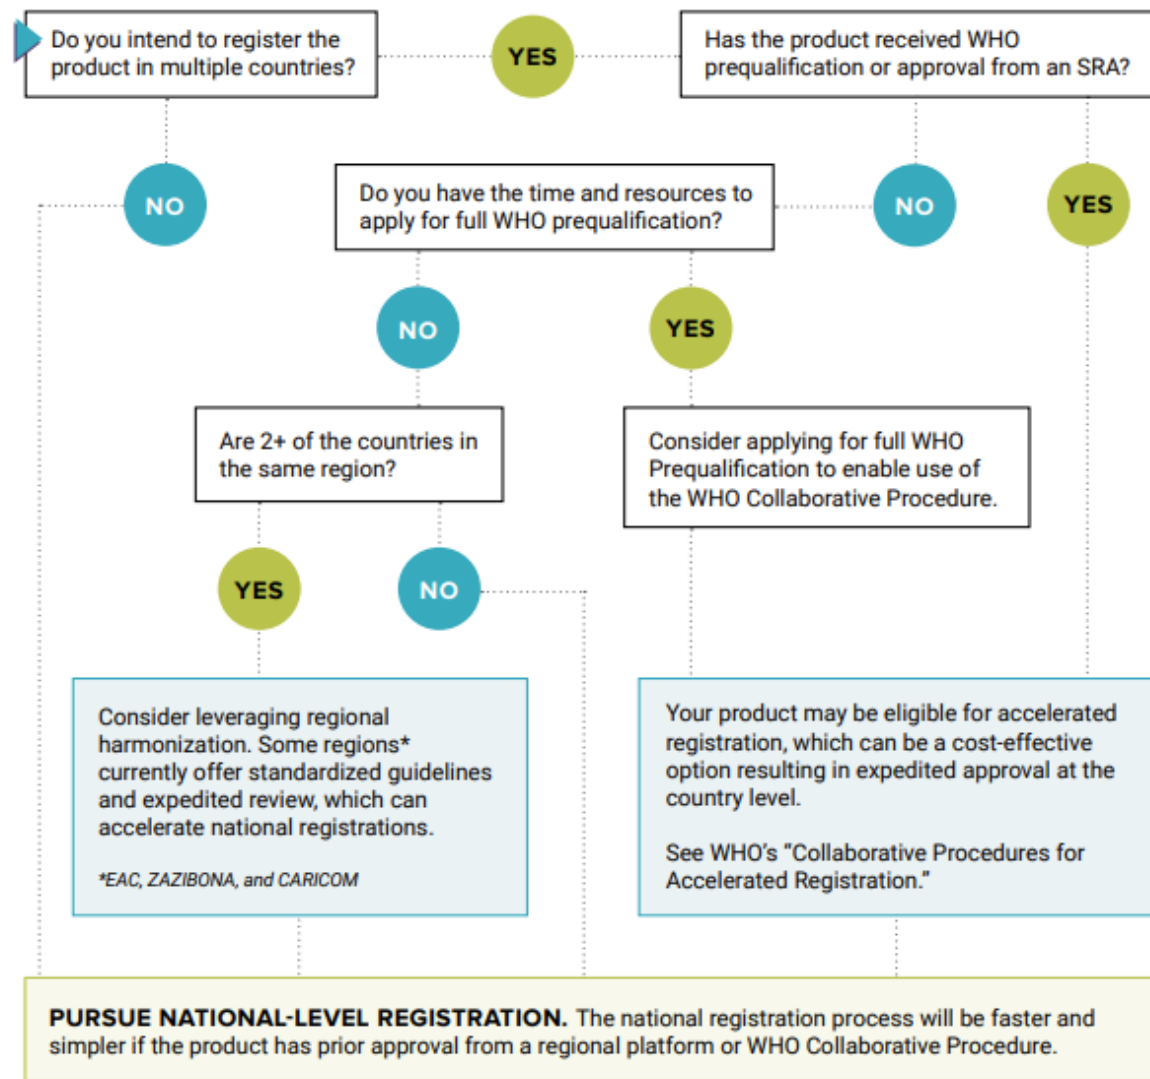 Do you intend to register the
product in multiple countries?
YES
Has the product received WHO
prequalification or approval from an SRA?
NO
Do you have the time and resources to
apply for full WHO prequalification?
NO
YES
NO
YES
Are 2+ of the countries in
the same region?
Consider applying for full WHO
Prequalification to enable use of
the WHO Collaborative Procedure.
YES
NO
Consider leveraging regional
harmonization. Some regions*
currently offer standardized guidelines
and expedited review, which can
accelerate national registrations.
*EAC, ZAZIBONA, and CARICOM
Your product may be eligible for accelerated
registration, which can be a cost-effective
option resulting in expedited approval at the
country level.
See WHO's “Collaborative Procedures for
Accelerated Registration.”
PURSUE NATIONAL-LEVEL REGISTRATION. The national registration process will be faster and
simpler if the product has prior approval from a regional platform or WHO Collaborative Procedure.